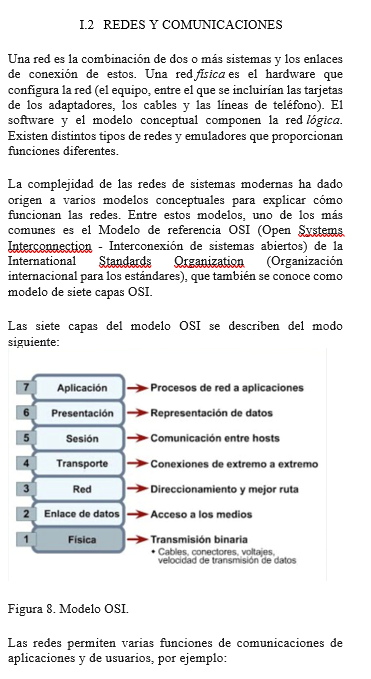 I.2 REDES Y COMUNICACIONES
Una red es la combinación de dos o más sistemas y los enlaces
de conexión de estos. Una red física es el hardware que
configura la red (el equipo, entre el que se incluirían las tarjetas
de los adaptadores, los cables y las líneas de teléfono). El
software y el modelo conceptual componen la red lógica.
Existen distintos tipos de redes y emuladores que proporcionan
funciones diferentes.
La complejidad de las redes de sistemas modernas ha dado
origen a varios modelos conceptuales para explicar cómo
funcionan las redes. Entre estos modelos, uno de los más
comunes es el Modelo de referencia OSI (Open Systems
Interconnection - Interconexión de sistemas abiertos) de la
International Standards Organization (Organización
internacional para los estándares), que también se conoce como
modelo de siete capas OSI.
Las siete capas del modelo OSI se describen del modo
siguiente:
7 Aplicación Procesos de red a aplicaciones
6 Presentación Representación de datos
5 Sesión Comunicación entre hosts
4 Transporte Conexiones de extremo a extremo
3 Red Direccionamiento y mejor ruta
2 Enlace de datos Acceso a los medios
1 Física Transmisión binaria
• Cables, conectores, voltajes,
velocidad de transmisión de datos
Figura 8. Modelo OSI.
Las redes permiten varias funciones de comunicaciones de
aplicaciones y de usuarios, por ejemplo: